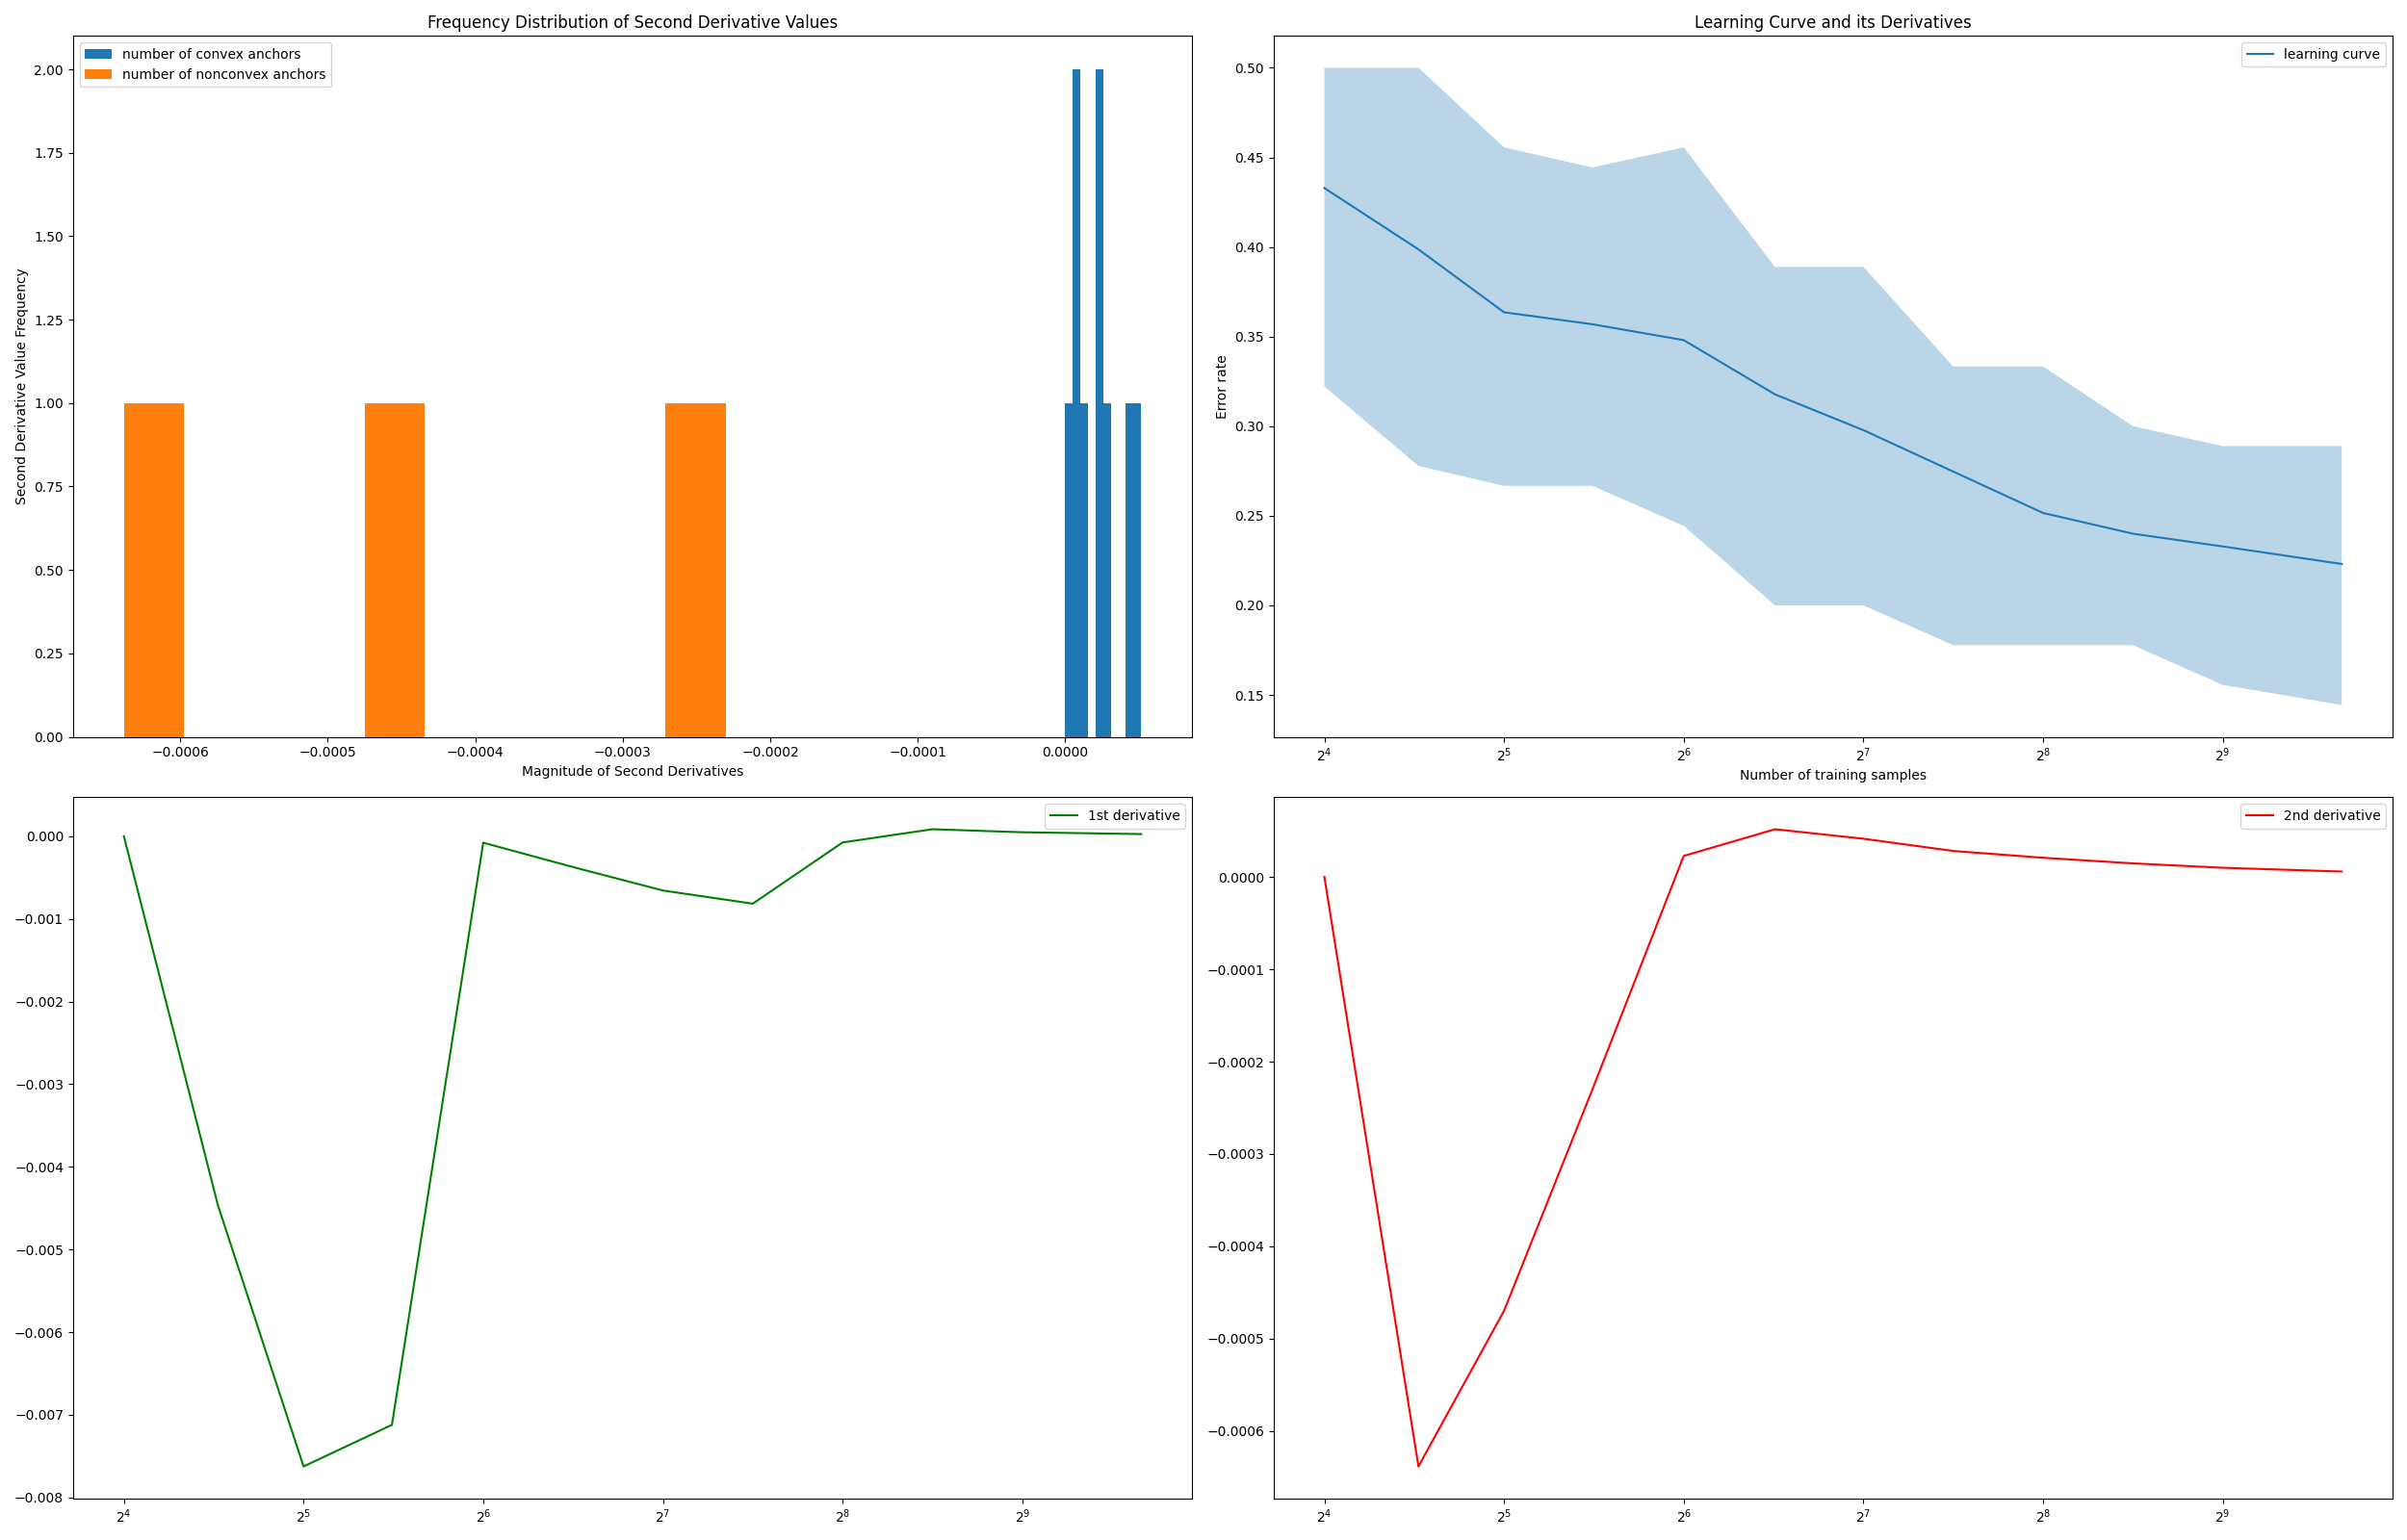 Frequency Distribution of Second Derivative Values
number of convex anchors
number of nonconvex anchors
2.00
1.75
1.50
1.25
1.00
0.75
0.50
0.25
0.00
Second Derivative Value Frequency
−0.0006 −0.0005 −0.0004 −0.0003 −0.0002 −0.0001 0.0000
Magnitude of Second Derivatives
Learning Curve and its Derivatives
learning curve
0.50
0.45
0.40
0.35
0.30
0.25
0.20
0.15
Error rate
2⁴ 2⁵ 2⁶ 2⁷ 2⁸ 2⁹
Number of training samples
1st derivative
0.000
−0.001
−0.002
−0.003
−0.004
−0.005
−0.006
−0.007
−0.008
2⁴ 2⁵ 2⁶ 2⁷ 2⁸ 2⁹
2nd derivative
0.0000
−0.0001
−0.0002
−0.0003
−0.0004
−0.0005
−0.0006
2⁴ 2⁵ 2⁶ 2⁷ 2⁸ 2⁹